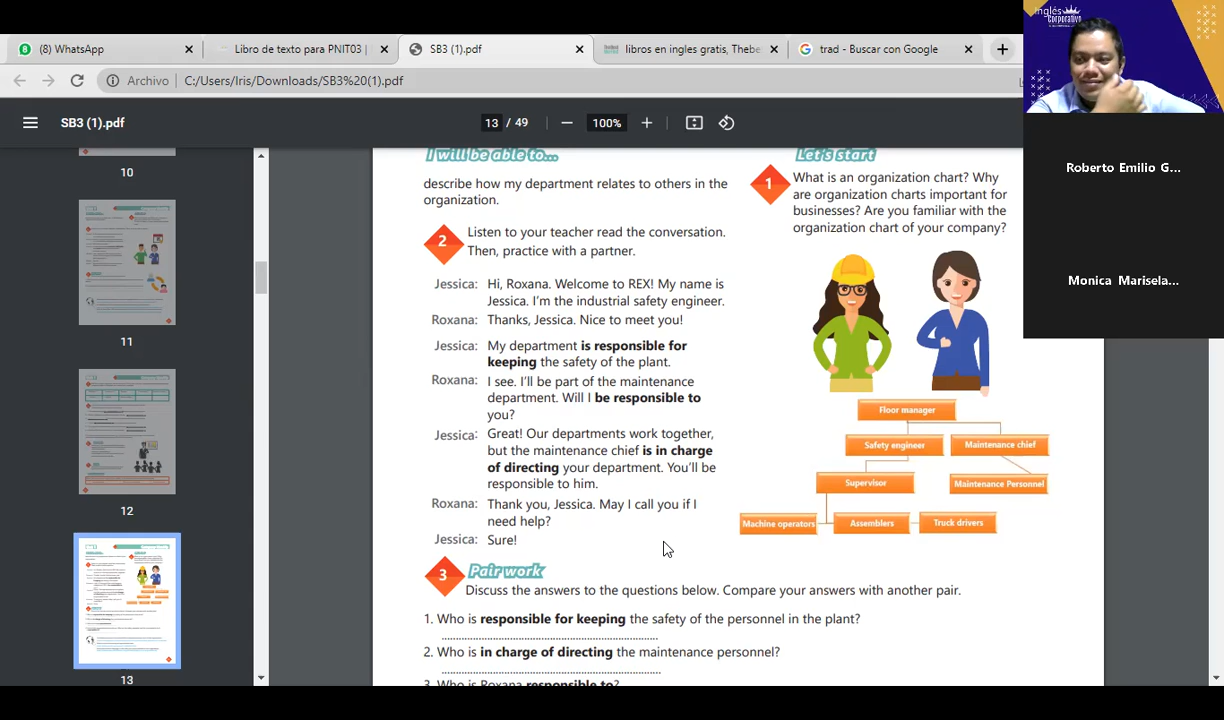 (8) WhatsApp
Libro de texto para PNIT03 |
SB3 (1).pdf
libros en ingles gratis, Thebe
trad - Buscar con Google
Archivo
C:/Users/Iris/Downloads/SB3%20(1).pdf
SB3 (1).pdf
13 / 49
100%
10
11
12
13
I will be able to...
describe how my department relates to others in the
organization.
2
Listen to your teacher read the conversation.
Then, practice with a partner.
Jessica: Hi, Roxana. Welcome to REX! My name is
Jessica. I'm the industrial safety engineer.
Roxana: Thanks, Jessica. Nice to meet you!
Jessica: My department is responsible for
keeping the safety of the plant.
Roxana: I see. I'll be part of the maintenance
department. Will I be responsible to
you?
Jessica: Great! Our departments work together,
but the maintenance chief is in charge
of directing your department. You'll be
responsible to him.
Roxana: Thank you, Jessica. May I call you if I
need help?
Jessica: Sure!
Let's start
1
What is an organization chart? Why
are organization charts important for
businesses? Are you familiar with the
organization chart of your company?
Floor manager
Safety engineer
Maintenance chief
Supervisor
Maintenance Personnel
Machine operators
Assemblers
Truck drivers
3
Pair work
Discuss the answers to the questions below. Compare your answers with another pair.
1. Who is responsible for keeping the safety of the personnel in the plant?
2. Who is in charge of directing the maintenance personnel?
3. Who is Roxana responsible to?
Inglés
Corporativo
Roberto Emilio G...
Monica Marisela...